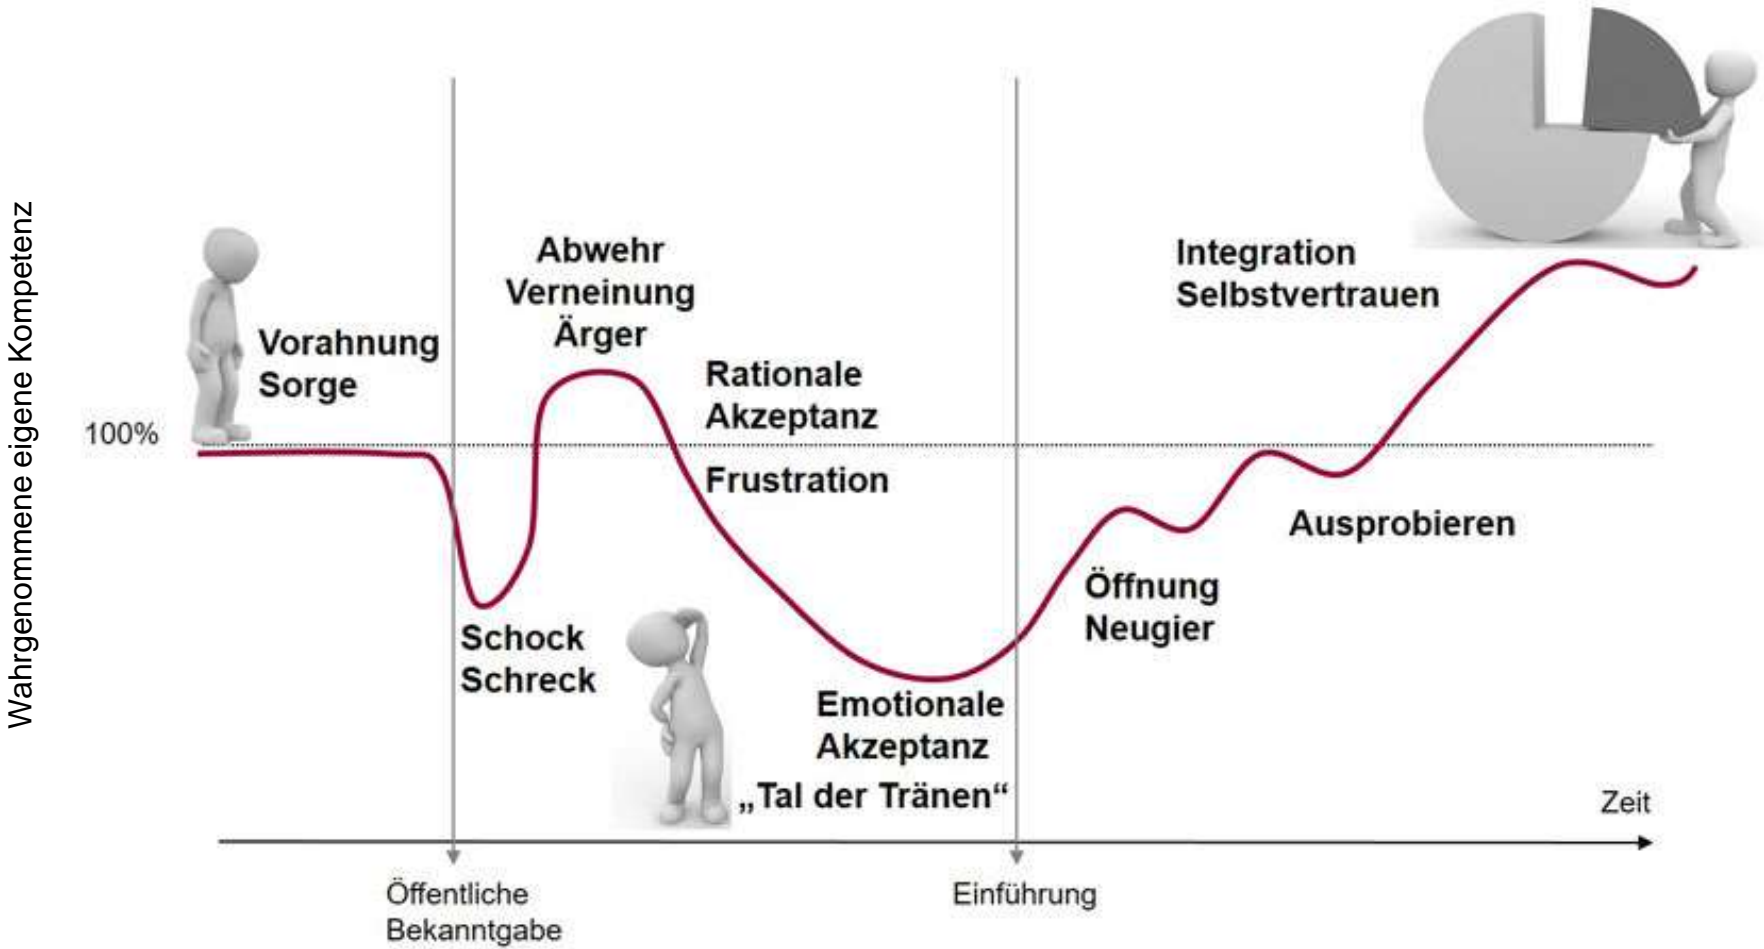 Wahrgenommene eigene Kompetenz
100%
Vorahnung
Sorge
Abwehr
Verneinung
Ärger
Schock
Schreck
Rationale
Akzeptanz
Frustration
Emotionale
Akzeptanz
„Tal der Tränen“
Öffnung
Neugier
Ausprobieren
Integration
Selbstvertrauen
Zeit
Öffentliche
Bekanntgabe
Einführung